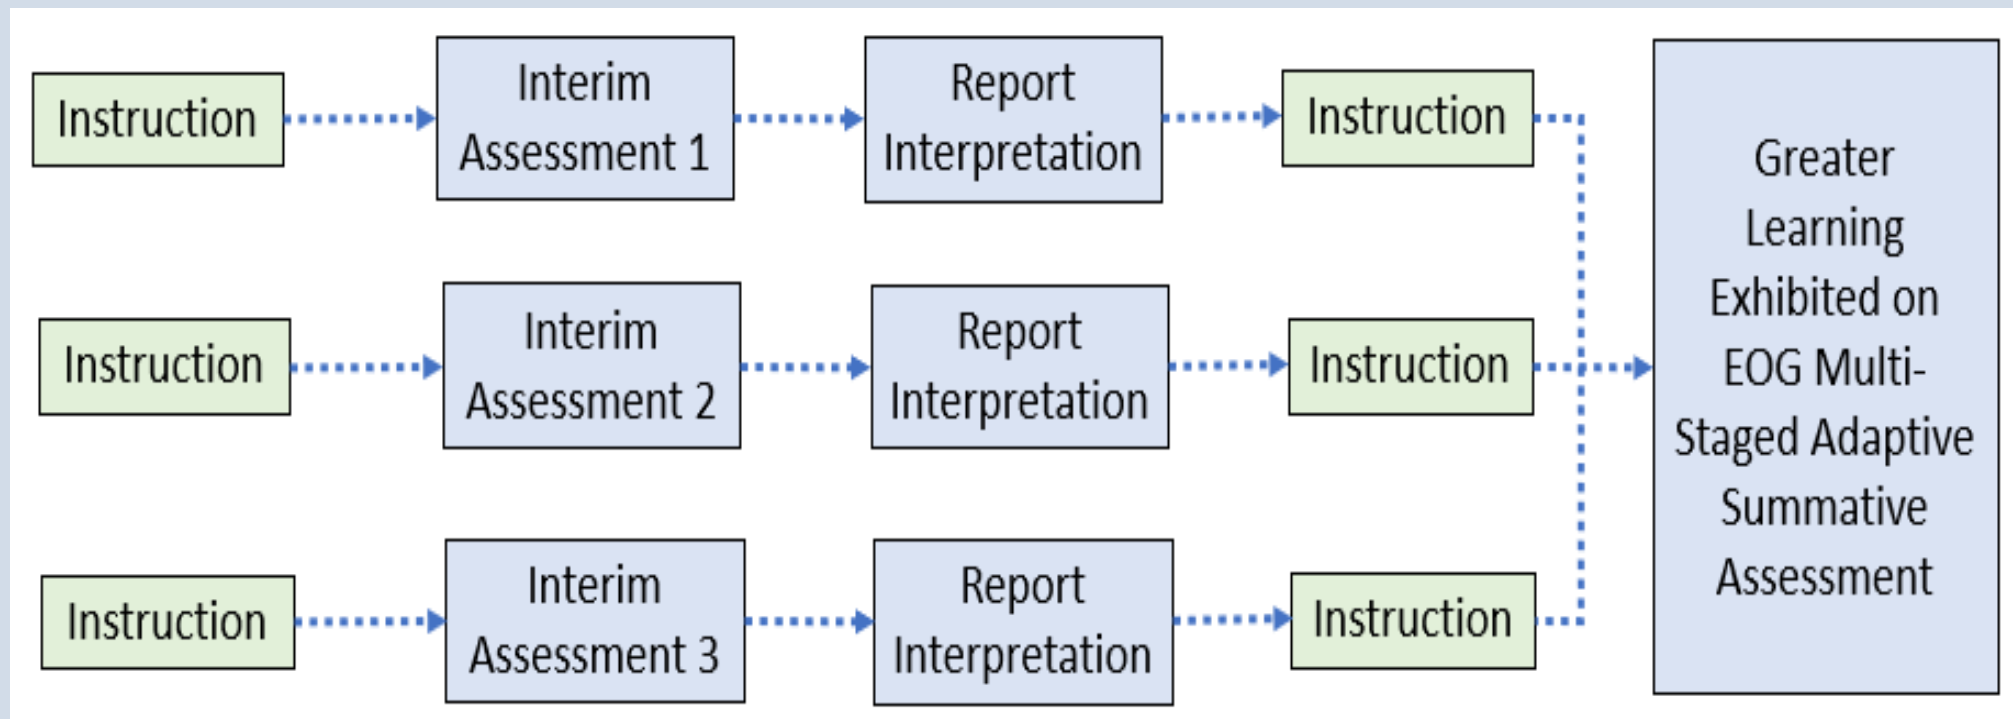 Instruction
Interim
Assessment 1
Report
Interpretation
Instruction
Instruction
Interim
Assessment 2
Report
Interpretation
Instruction
Instruction
Interim
Assessment 3
Report
Interpretation
Instruction
Greater
Learning
Exhibited on
EOG Multi-
Staged Adaptive
Summative
Assessment